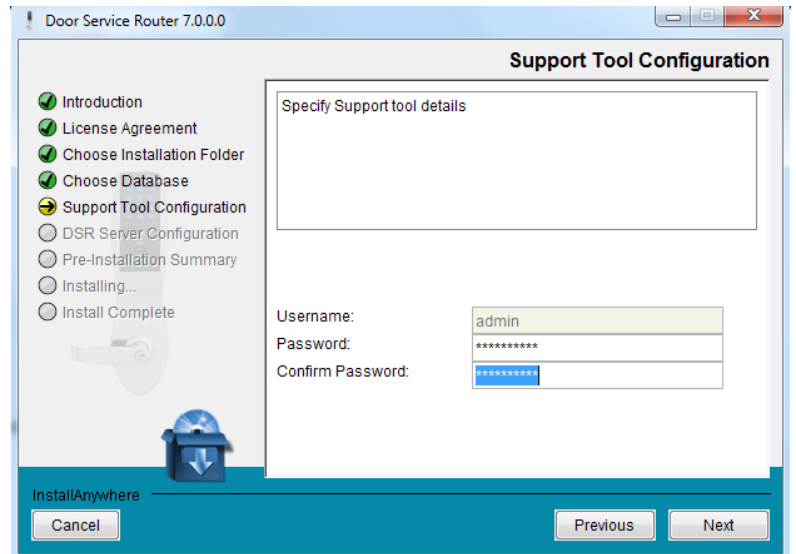 Door Service Router 7.0.0.0
Support Tool Configuration
Introduction
License Agreement
Choose Installation Folder
Choose Database
Support Tool Configuration
DSR Server Configuration
Pre-Installation Summary
Installing...
Install Complete
Specify Support tool details
Username: admin
Password: **********
Confirm Password: **********
InstallAnywhere
Cancel Previous Next